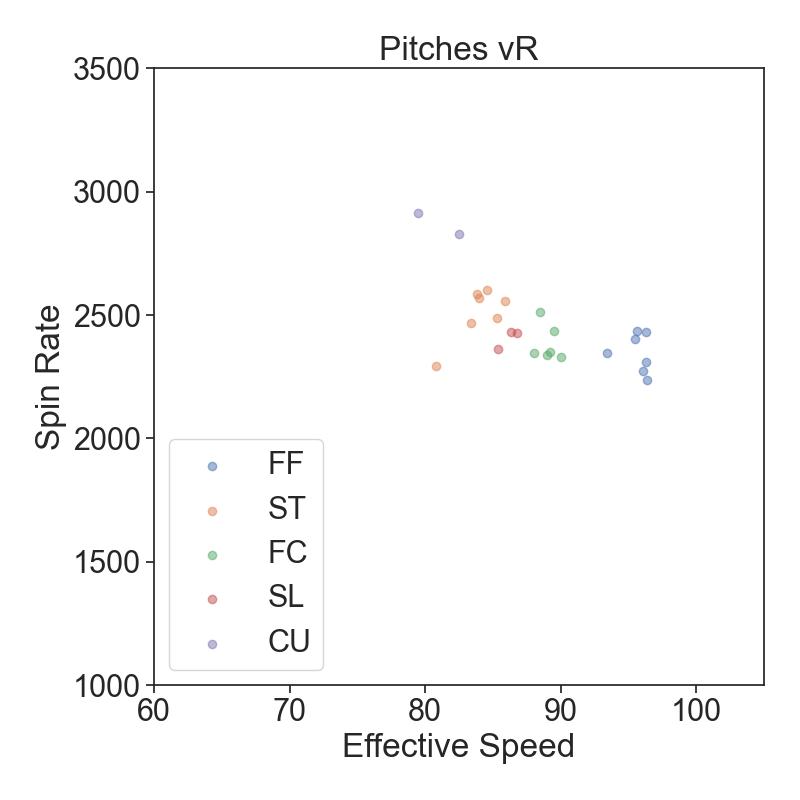 Pitches vR
3500
3000
2500
2000
1500
1000
Spin Rate
FF
ST
FC
SL
CU
60 70 80 90 100
Effective Speed